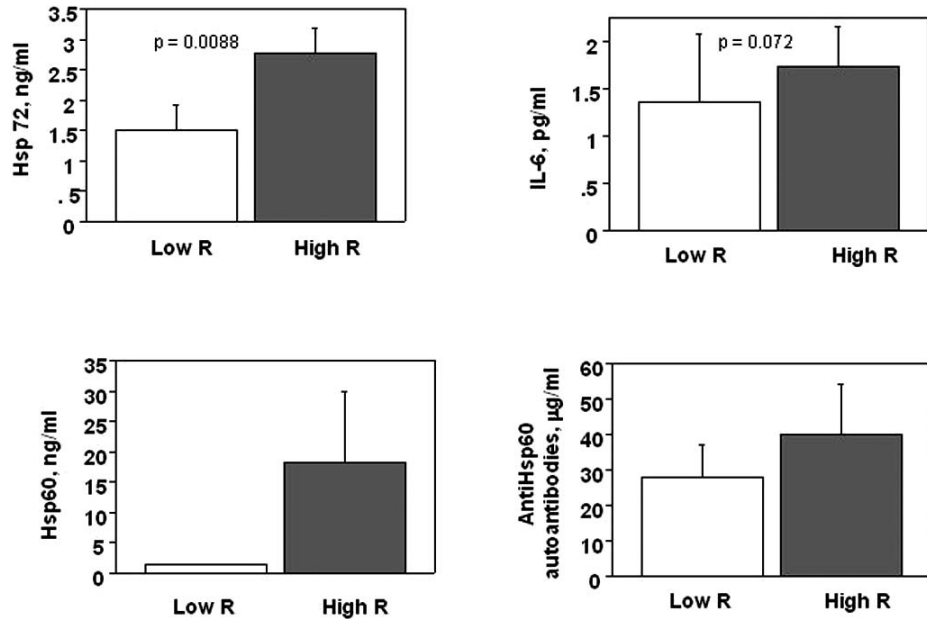 3.5
3
2.5
2
1.5
1
. 5
0
Hsp 72, ng/ml
p = 0.0088
Low R
High R
2
1.5
1
.5
0
IL-6, pg/ml
p = 0.072
Low R
High R
35
30
25
20
15
10
5
0
Hsp60, ng/ml
Low R
High R
60
50
40
30
20
10
0
AntiHsp60
autoantibodies, µg/ml
Low R
High R